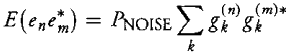 E(e_n e_m^*) = P_NOISE ∑_k g_k^(n) g_k^(m)*